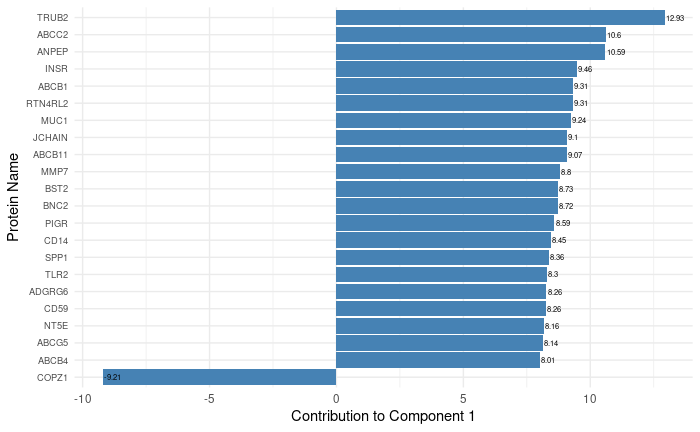 Protein Name
TRUB2 12.93
ABCC2 10.6
ANPEP 10.59
INSR 9.46
ABCB1 9.31
RTN4RL2 9.31
MUC1 9.24
JCHAIN 9.1
ABCB11 9.07
MMP7 8.8
BST2 8.73
BNC2 8.72
PIGR 8.59
CD14 8.45
SPP1 8.36
TLR2 8.3
ADGRG6 8.26
CD59 8.26
NT5E 8.16
ABCG5 8.14
ABCB4 8.01
COPZ1 -9.21
-10 -5 0 5 10
Contribution to Component 1